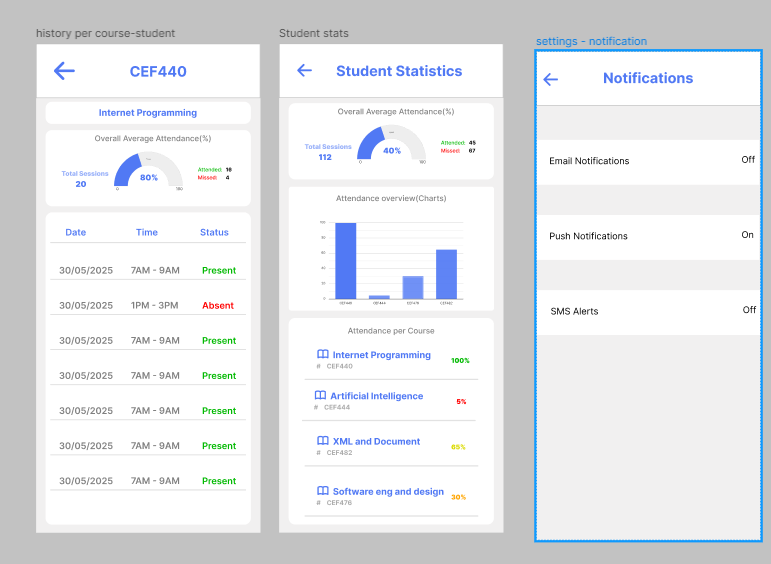 history per course-student
CEF440
Internet Programming
Overall Average Attendance(%)
Total Sessions
20
80%
0
100
Attended: 16
Missed: 4
Date Time Status
30/05/2025 7AM - 9AM Present
30/05/2025 1PM - 3PM Absent
30/05/2025 7AM - 9AM Present
30/05/2025 7AM - 9AM Present
30/05/2025 7AM - 9AM Present
30/05/2025 7AM - 9AM Present
30/05/2025 7AM - 9AM Present
Student stats
Student Statistics
Overall Average Attendance(%)
Total Sessions
112
40%
0
100
Attended: 45
Missed: 67
Attendance overview(Charts)
100
80
60
40
20
0
CEF440 CEF444 CEF476 CEF482
Attendance per Course
Internet Programming
# CEF440
100%
Artificial Intelligence
# CEF444
5%
XML and Document
# CEF482
65%
Software eng and design
# CEF476
30%
settings - notification
Notifications
Email Notifications Off
Push Notifications On
SMS Alerts Off